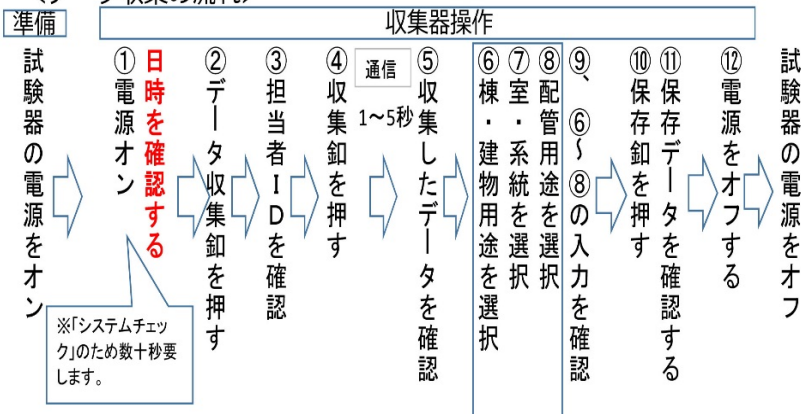 準備
収集器操作
試験器の電源をオン
①電源オン
日時を確認する
※「システムチェッ
ク」のため数十秒要
します。
②データ収集釦を押す
③担当者IDを確認
④収集釦を押す
通信
1～5秒
⑤収集したデータを確認
⑥棟・建物用途を選択
⑦室・系統を選択
⑧配管用途を選択
⑨、⑥～⑧の入力を確認
⑩保存釦を押す
⑪保存データを確認する
⑫電源をオフする
試験器の電源をオフ